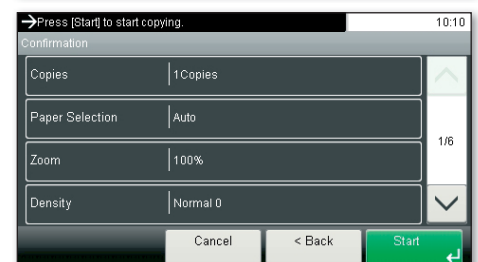 →Press [Start] to start copying. 10:10
Confirmation
Copies 1Copies
Paper Selection Auto
1/6
Zoom 100%
Density Normal 0
Cancel < Back Start